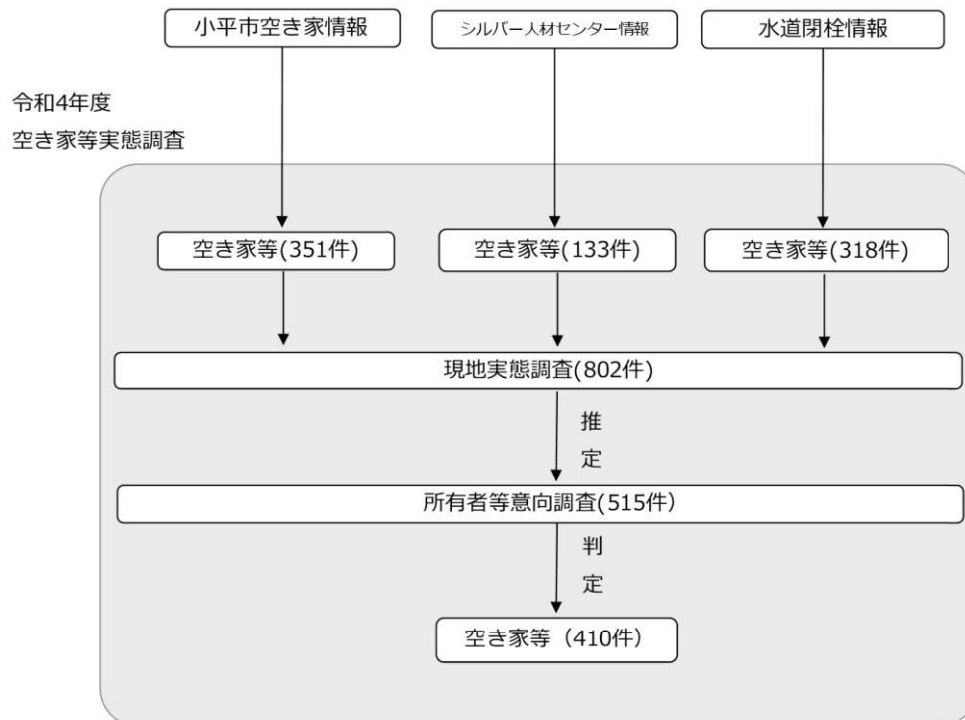 小平市空き家情報
シルバー人材センター情報
水道閉栓情報
令和4年度
空き家等実態調査
空き家等(351件)
空き家等(133件)
空き家等(318件)
現地実態調査(802件)
推
定
所有者等意向調査(515件)
判
定
空き家等（410件）